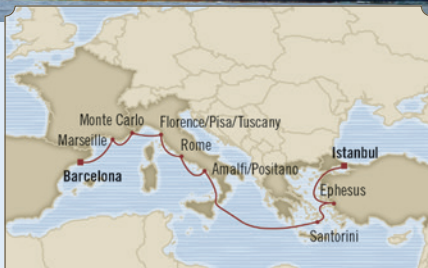 Monte Carlo
Florence/Pisa/Tuscany
Marseille
Rome
Barcelona
Amalfi/Positano
Istanbul
Ephesus
Santorini